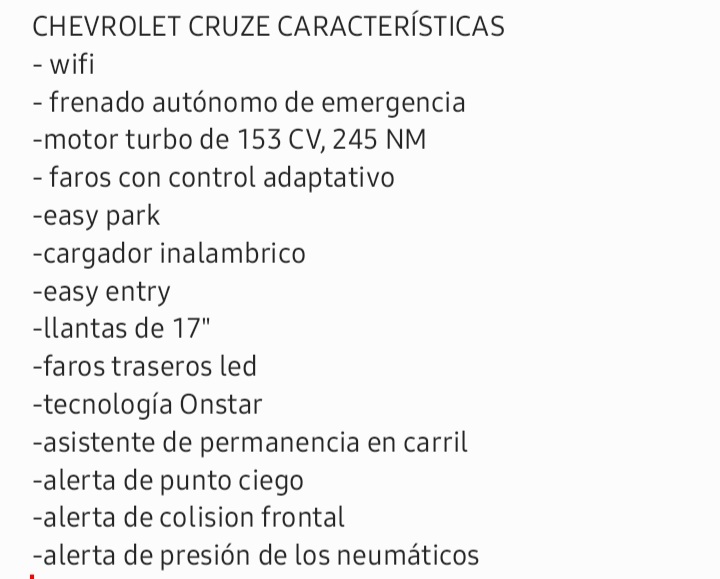 CHEVROLET CRUZE CARACTERÍSTICAS
- wifi
- frenado autónomo de emergencia
-motor turbo de 153 CV, 245 NM
- faros con control adaptativo
-easy park
-cargador inalambrico
-easy entry
-llantas de 17"
-faros traseros led
-tecnología Onstar
-asistente de permanencia en carril
-alerta de punto ciego
-alerta de colision frontal
-alerta de presión de los neumáticos